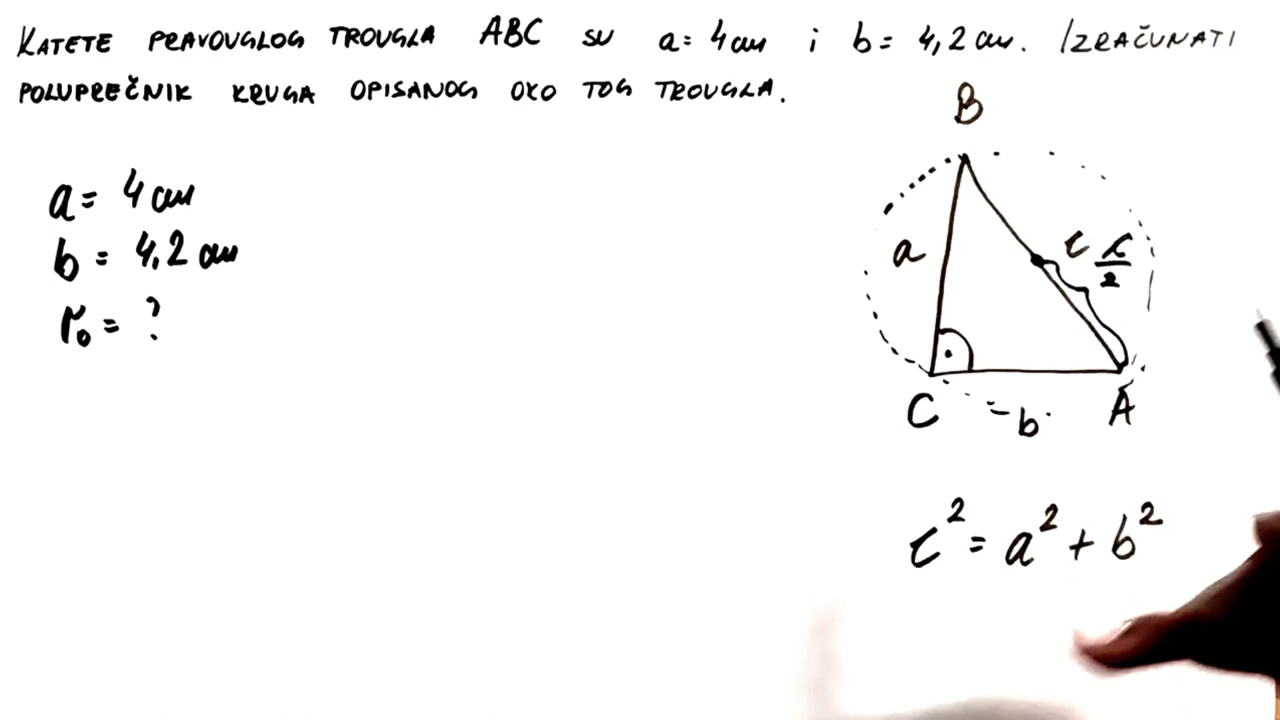 KATETE PRAVOUGLOG TROUGLA ABC SU a = 4 cm i b = 4,2 cm. IZRAČUNATI
POLUPREČNIK KRUGA OPISANOG OKO TOG TROUGLA.
B
a = 4 cm
b = 4,2 cm
r₀ = ?
a
c c/2
C
b
A
c² = a² + b²